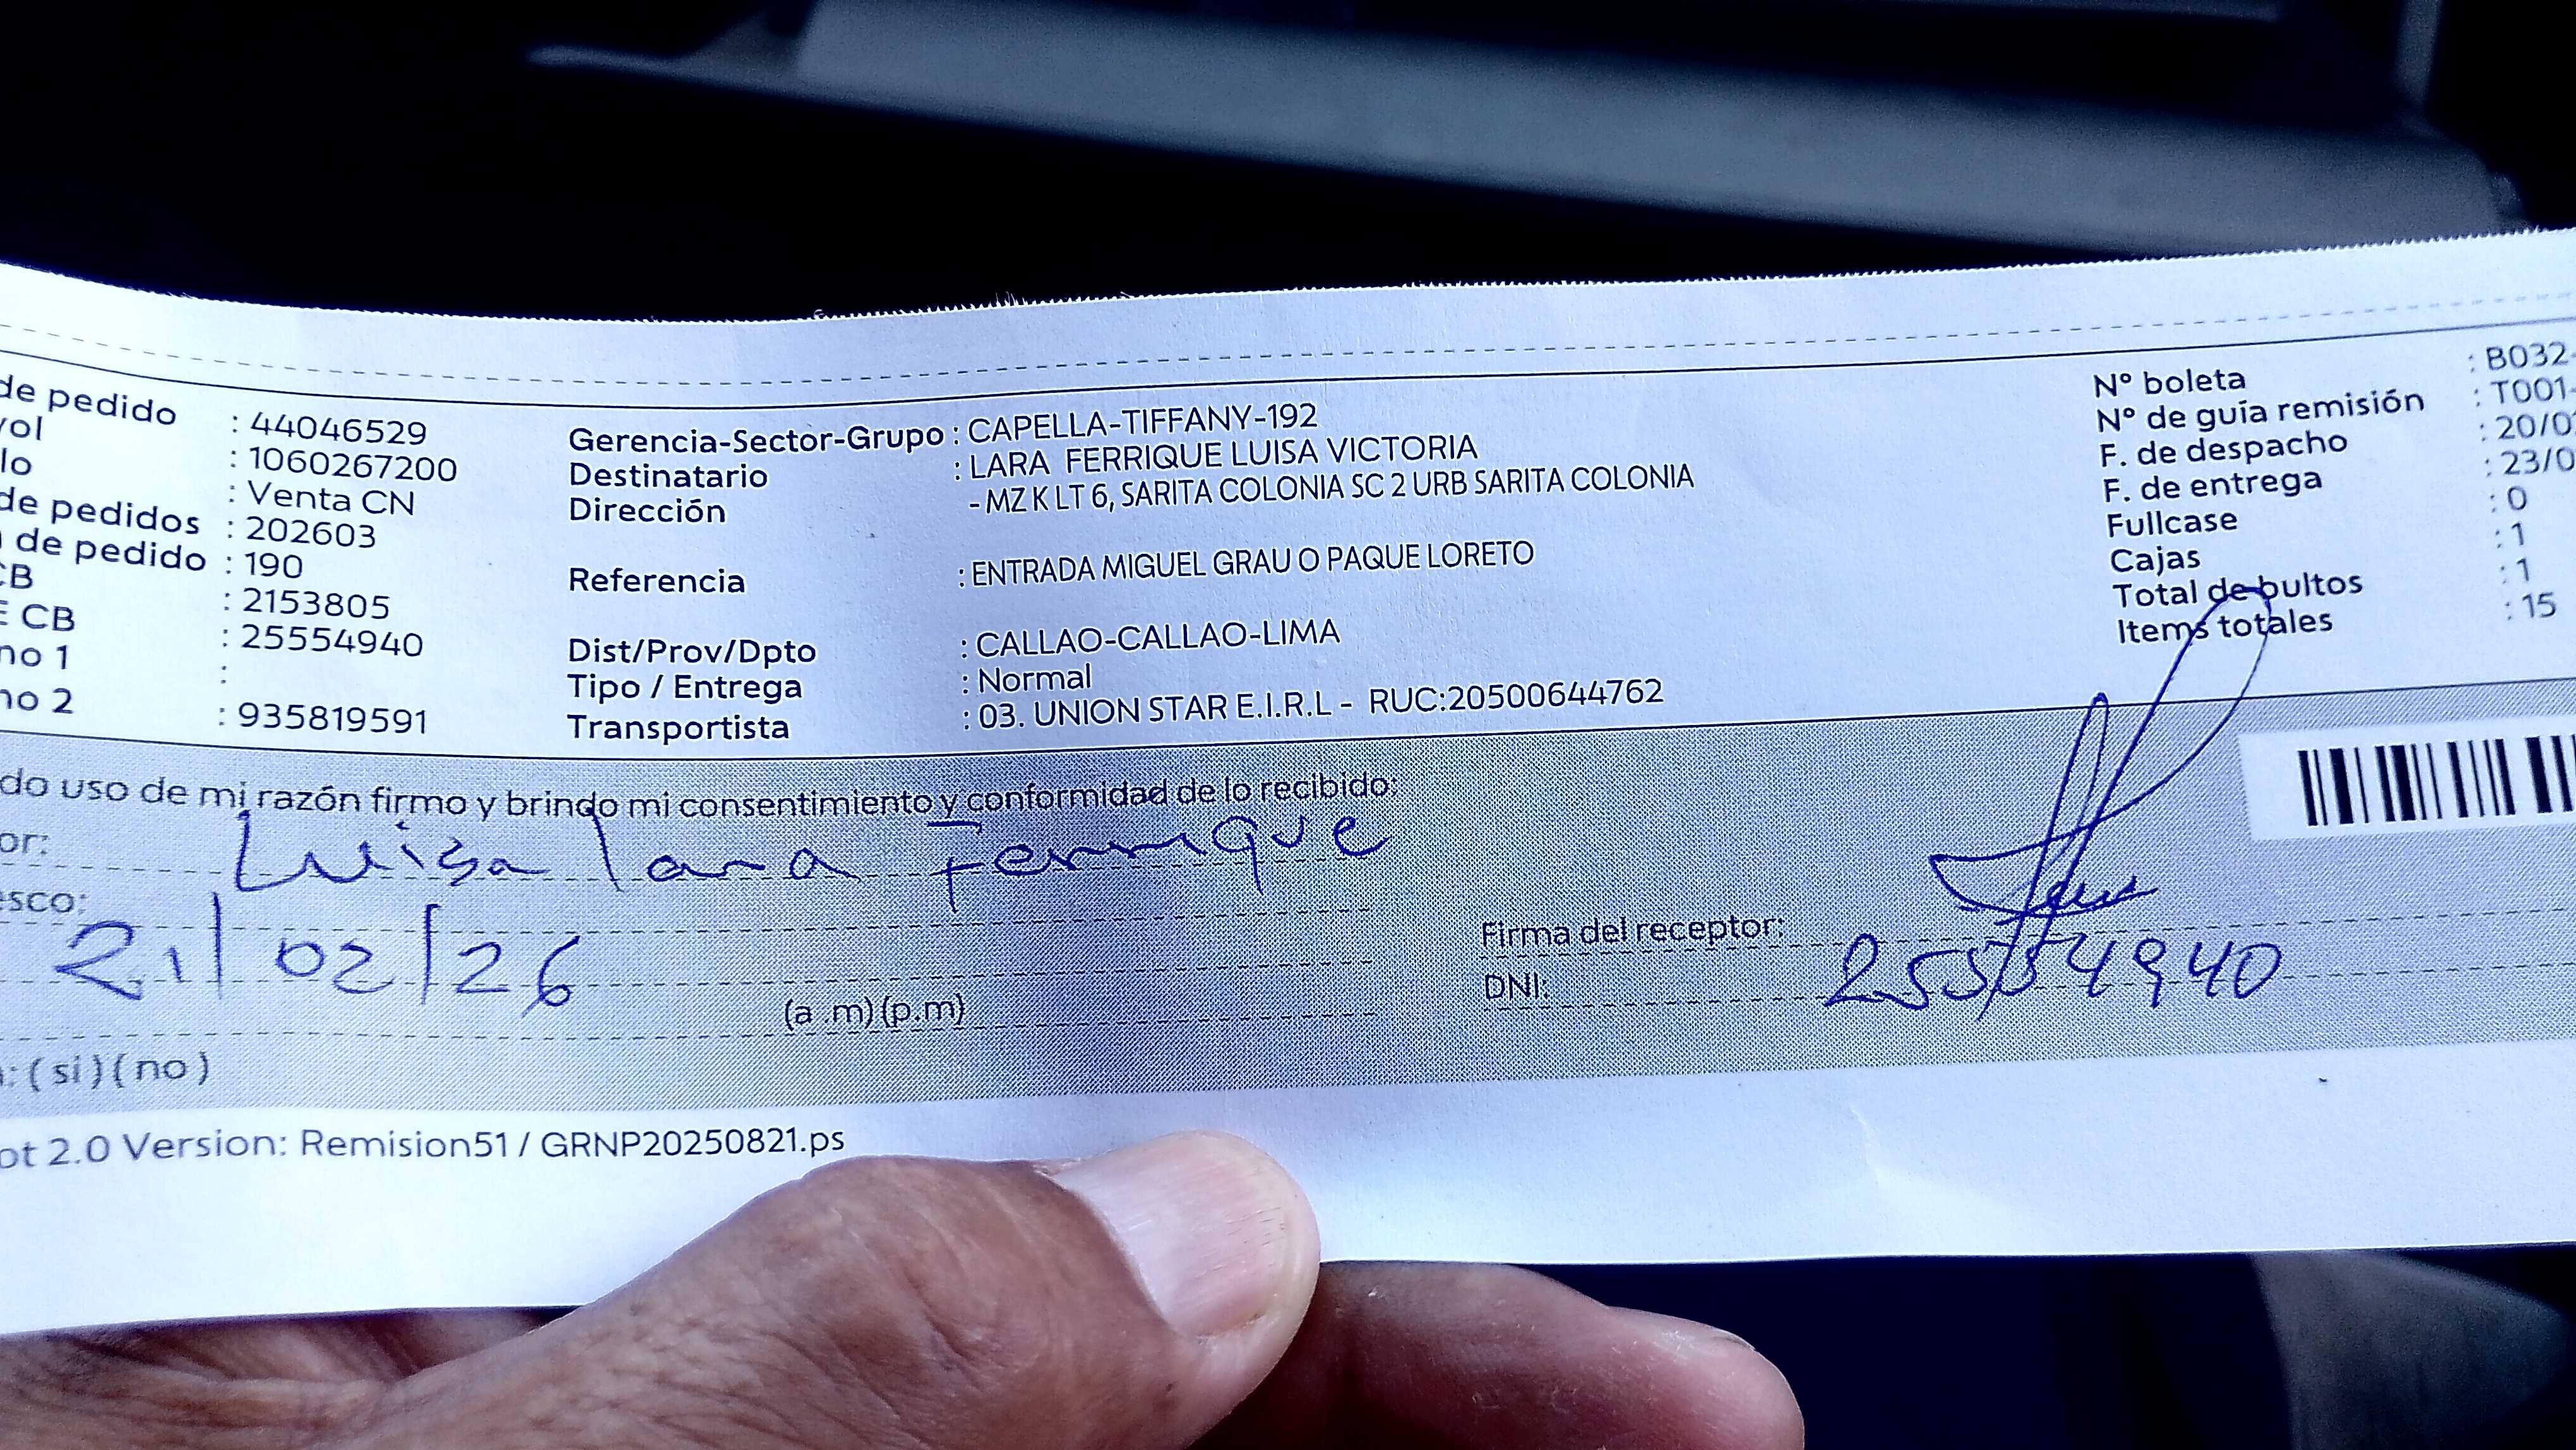 de pedido : 44046529
vol : 1060267200
lo : Venta CN
de pedidos : 202603
de pedido : 190
CB : 2153805
E CB : 25554940
no 1 :
no 2 : 935819591
Gerencia-Sector-Grupo : CAPELLA-TIFFANY-192
Destinatario : LARA FERRIQUE LUISA VICTORIA
Dirección - MZ K LT 6, SARITA COLONIA SC 2 URB SARITA COLONIA
Referencia : ENTRADA MIGUEL GRAU O PAQUE LORETO
Dist/Prov/Dpto : CALLAO-CALLAO-LIMA
Tipo / Entrega : Normal
Transportista : 03. UNION STAR E.I.R.L - RUC:20500644762
N° boleta : B032-
N° de guía remisión : T001-
F. de despacho : 20/0
F. de entrega : 23/0
Fullcase : 0
Cajas : 1
Total de bultos : 1
Items totales : 15
do uso de mi razón firmo y brindo mi consentimiento y conformidad de lo recibido:
or: Luisa lara Ferrique
esco:
21/02/26
(a .m) (p.m)
Firma del receptor:
DNI: 25554940
: ( si ) ( no )
ot 2.0 Version: Remision51 / GRNP20250821.ps